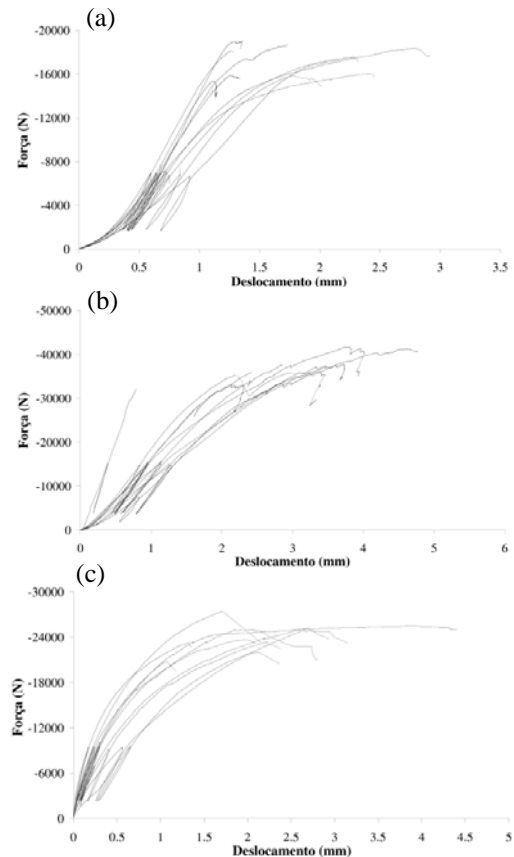 (a)
-20000
-16000
-12000
-8000
-4000
0
Força (N)
0 0.5 1 1.5 2 2.5 3 3.5
Deslocamento (mm)
(b)
-50000
-40000
-30000
-20000
-10000
0
Força (N)
0 1 2 3 4 5 6
Deslocamento (mm)
(c)
-30000
-24000
-18000
-12000
-6000
0
Força (N)
0 0.5 1 1.5 2 2.5 3 3.5 4 4.5 5
Deslocamento (mm)